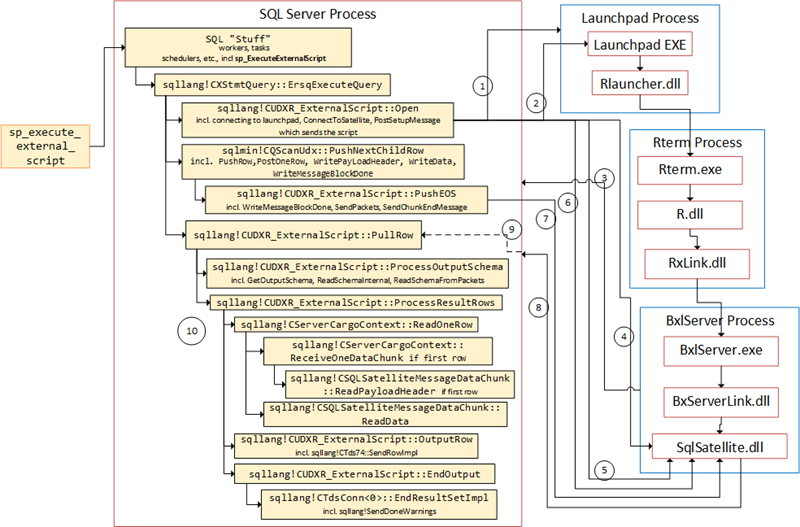 SQL Server Process
SQL "Stuff"
workers, tasks
schedulers, etc., incl sp_ExecuteExternalScript
sqllang!CXStmtQuery::ErsqExecuteQuery
sqllang!CUDXR_ExternalScript::Open
incl. connecting to launchpad, ConnectToSatellite, PostSetupMessage
which sends the script
sp_execute_
external_
script
sqlmin!CQScanUdx::PushNextChildRow
incl. PushRow,PostOneRow, WritePayLoadHeader, WriteData,
WriteMessageBlockDone
sqllang!CUDXR_ExternalScript::PushEOS
incl. WriteMessageBlockDone, SendPackets, SendChunkEndMessage
sqllang!CUDXR_ExternalScript::PullRow
sqllang!CUDXR_ExternalScript::ProcessOutputSchema
incl. GetOutputSchema, ReadSchemaInternal, ReadSchemaFromPackets
sqllang!CUDXR_ExternalScript::ProcessResultRows
sqllang!CServerCargoContext::ReadOneRow
sqllang!CServerCargoContext::
ReceiveOneDataChunk if first row
sqllang!CSQLSatelliteMessageDataChunk
::ReadPayloadHeader if first row
sqllang!CSQLSatelliteMessageDataChunk::
ReadData
sqllang!CUDXR_ExternalScript::OutputRow
incl. sqllang!CTds74::SendRowImpl
sqllang!CUDXR_ExternalScript::EndOutput
sqllang!CTdsConn<0>::EndResultSetImpl
incl. sqllang!SendDoneWarnings
10
1
2
3
6
7
9
8
4
5
Launchpad Process
Launchpad EXE
Rlauncher.dll
Rterm Process
Rterm.exe
R.dll
RxLink.dll
BxlServer Process
BxlServer.exe
BxServerLink.dll
SqlSatellite.dll